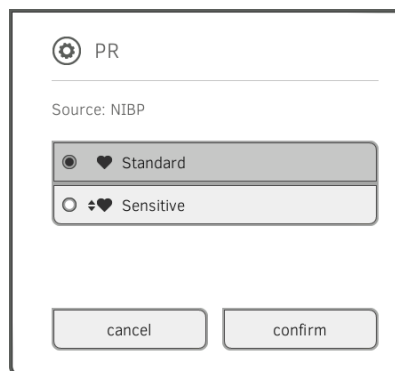 PR
Source: NIBP
Standard
Sensitive
cancel
confirm